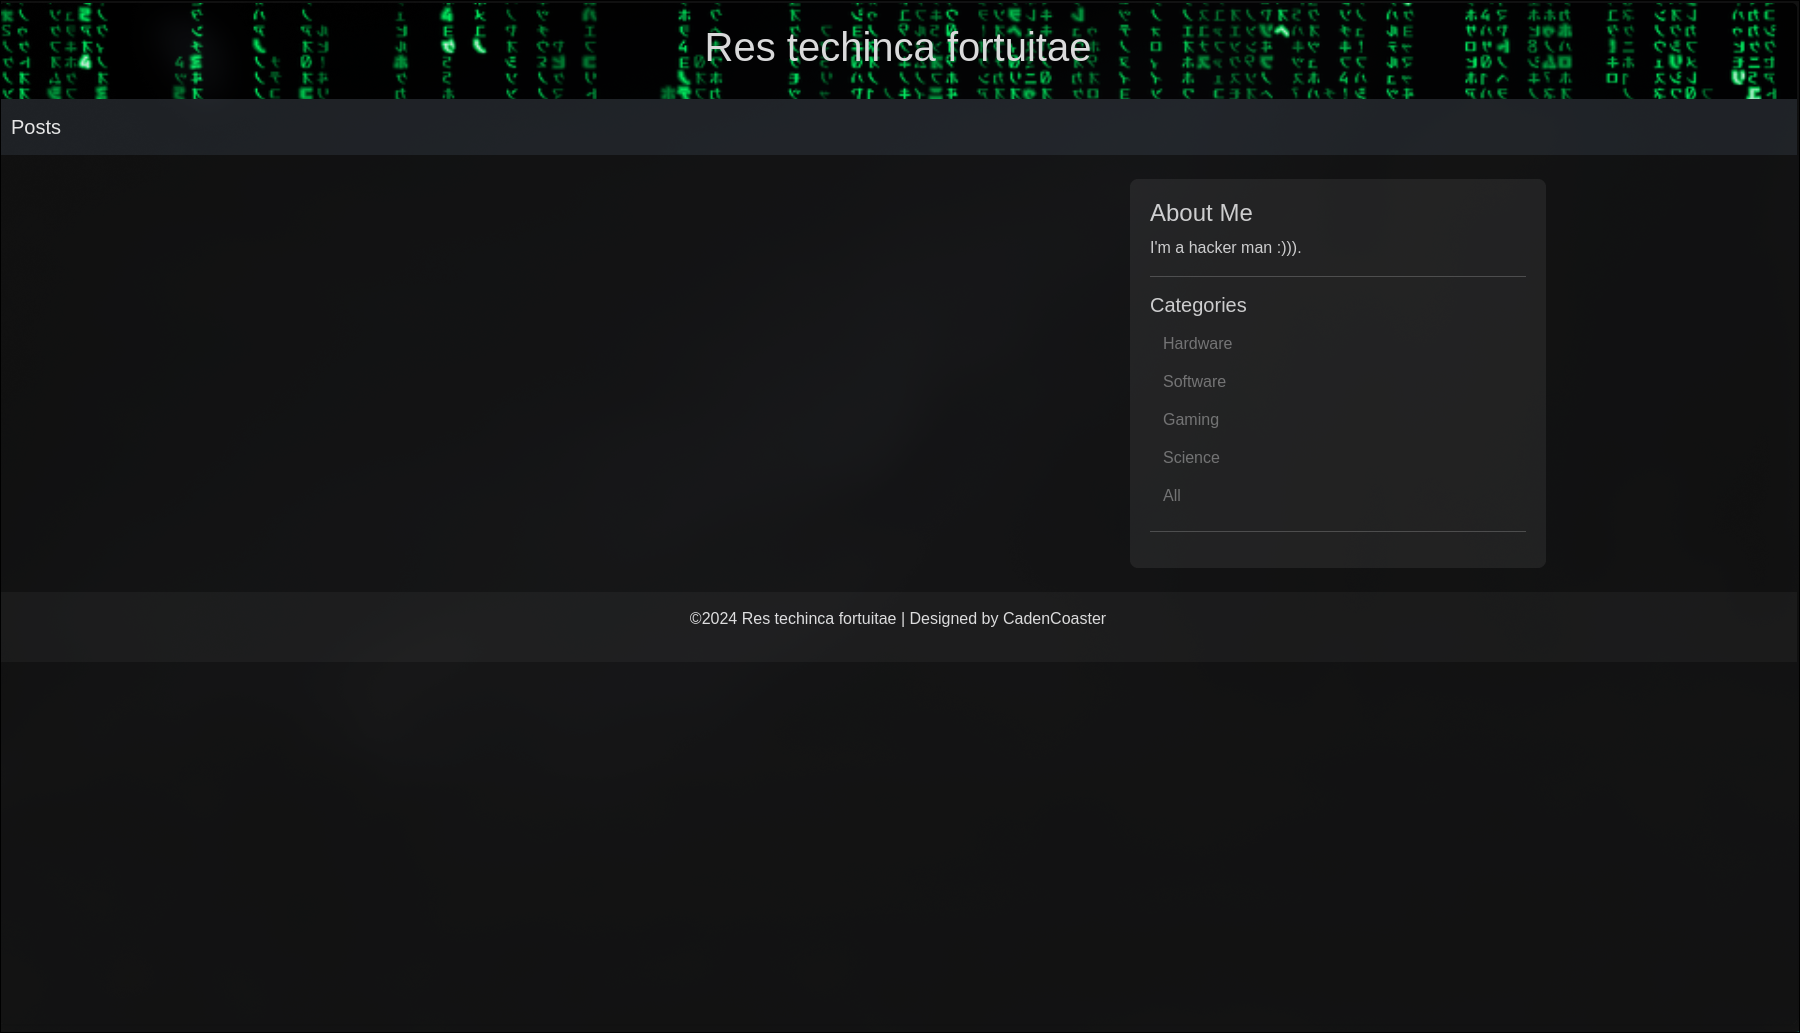 Res techinca fortuitae
Posts
About Me
I'm a hacker man :))).
Categories
Hardware
Software
Gaming
Science
All
©2024 Res techinca fortuitae | Designed by CadenCoaster